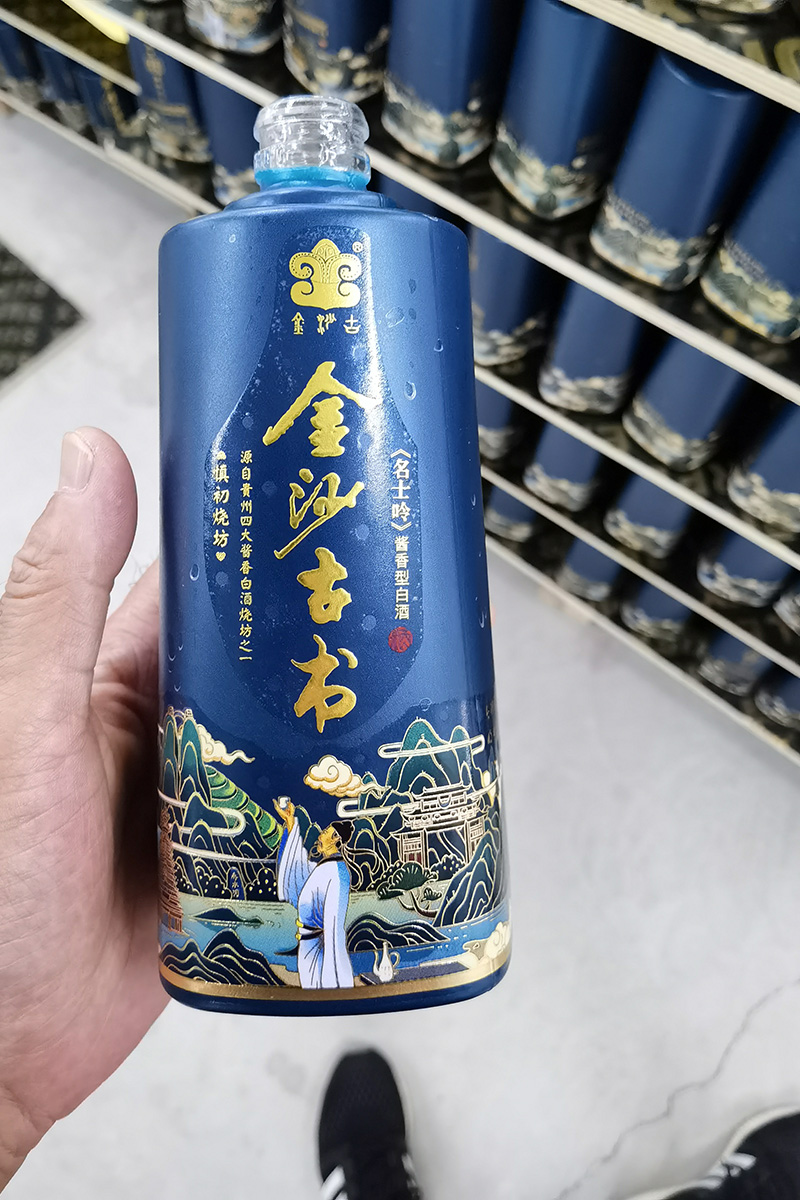 ®
金沙古
金沙古书
《名士吟》酱香型白酒
源自貴州四大酱香白酒烧坊之一
慎初烧坊